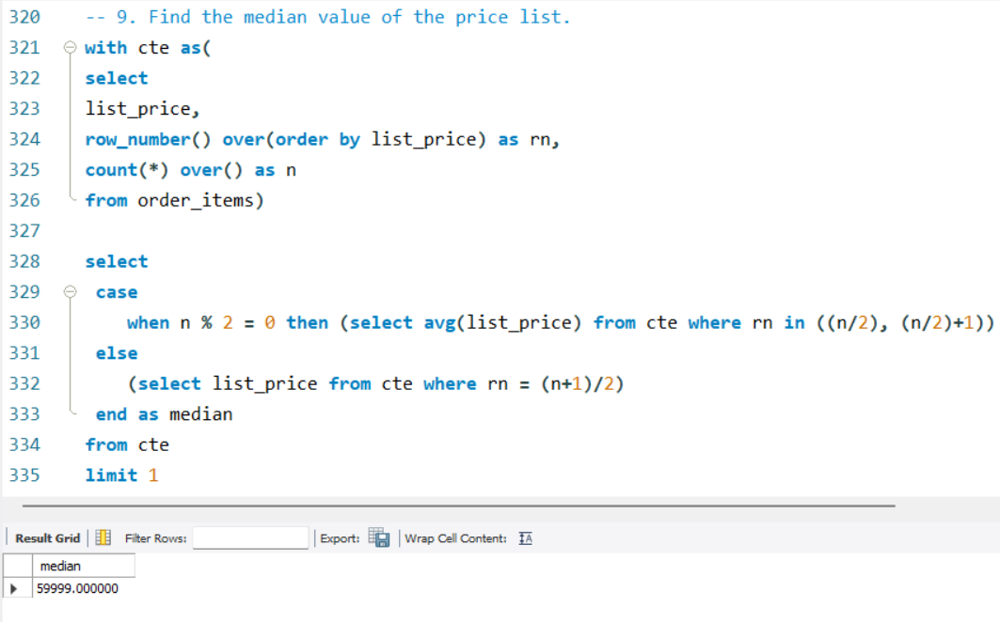 320 -- 9. Find the median value of the price list.
321 with cte as(
322 select
323 list_price,
324 row_number() over(order by list_price) as rn,
325 count(*) over() as n
326 from order_items)
327
328 select
329 case
330 when n % 2 = 0 then (select avg(list_price) from cte where rn in ((n/2), (n/2)+1))
331 else
332 (select list_price from cte where rn = (n+1)/2)
333 end as median
334 from cte
335 limit 1
Result Grid Filter Rows: Export: Wrap Cell Content: IA
median
59999.000000